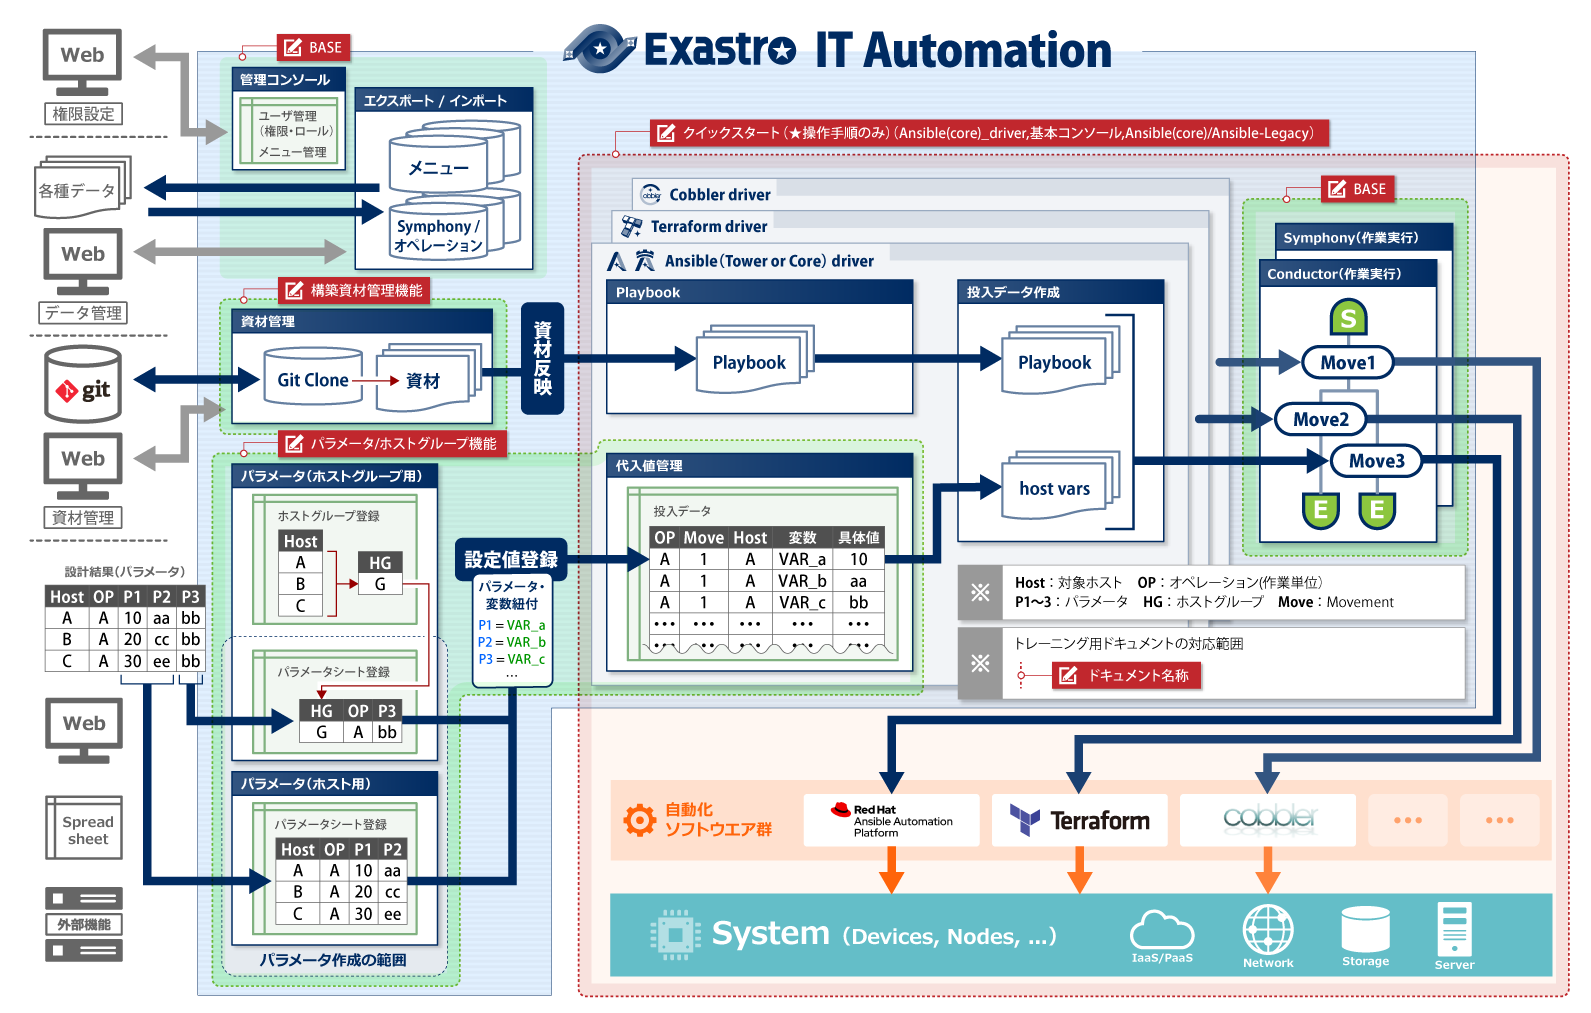 Exastro IT Automation
Web
権限設定
各種データ
Web
データ管理
git
Web
資材管理
設計結果(パラメータ)
Host OP P1 P2 P3
A A 10 aa bb
B A 20 cc bb
C A 30 ee bb
Web
Spread
sheet
外部機能
BASE
管理コンソール
ユーザ管理
(権限・ロール)
メニュー管理
エクスポート / インポート
メニュー
Symphony /
オペレーション
構築資材管理機能
資材管理
Git Clone
資材
資材反映
パラメータ/ホストグループ機能
パラメータ(ホストグループ用)
ホストグループ登録
Host
A
B
C
HG
G
パラメータシート登録
HG OP P3
G A bb
パラメータ(ホスト用)
パラメータシート登録
Host OP P1 P2
A A 10 aa
B A 20 cc
C A 30 ee
パラメータ作成の範囲
設定値登録
パラメータ・
変数紐付
P1 = VAR_a
P2 = VAR_b
P3 = VAR_c
...
クイックスタート(★操作手順のみ)(Ansible(core)_driver,基本コンソール,Ansible(core)/Ansible-Legacy)
cobbler
Cobbler driver
Terraform driver
Ansible(Tower or Core) driver
Playbook
Playbook
投入データ作成
Playbook
host vars
代入値管理
投入データ
OP Move Host 変数 具体値
A 1 A VAR_a 10
A 1 A VAR_b aa
A 1 A VAR_c bb
••• ••• ••• ••• •••
••• ••• ••• ••• •••
BASE
Symphony(作業実行)
Conductor(作業実行)
S
Move1
Move2
Move3
E
E
※
Host：対象ホスト OP：オペレーション(作業単位)
P1～3：パラメータ HG：ホストグループ Move：Movement
※
トレーニング用ドキュメントの対応範囲
ドキュメント名称
自動化
ソフトウエア群
Red Hat
Ansible Automation
Platform
Terraform
cobbler
•••
•••
System (Devices, Nodes, ...)
IaaS/PaaS
Network
Storage
Server